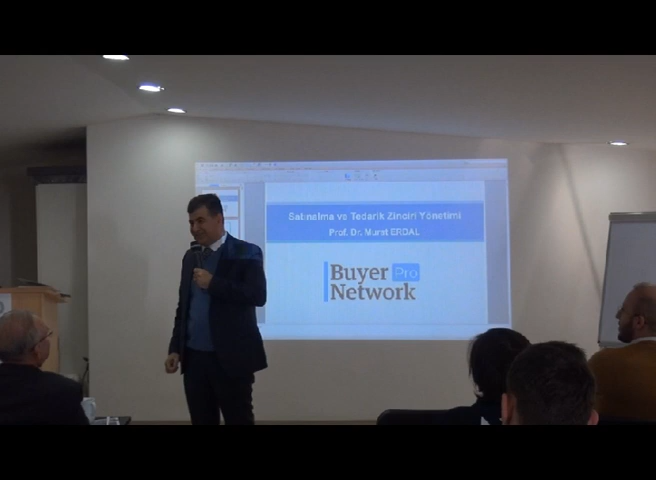 Satınalma ve Tedarik Zinciri Yönetimi
Prof. Dr. Murat ERDAL
Buyer Pro
Network